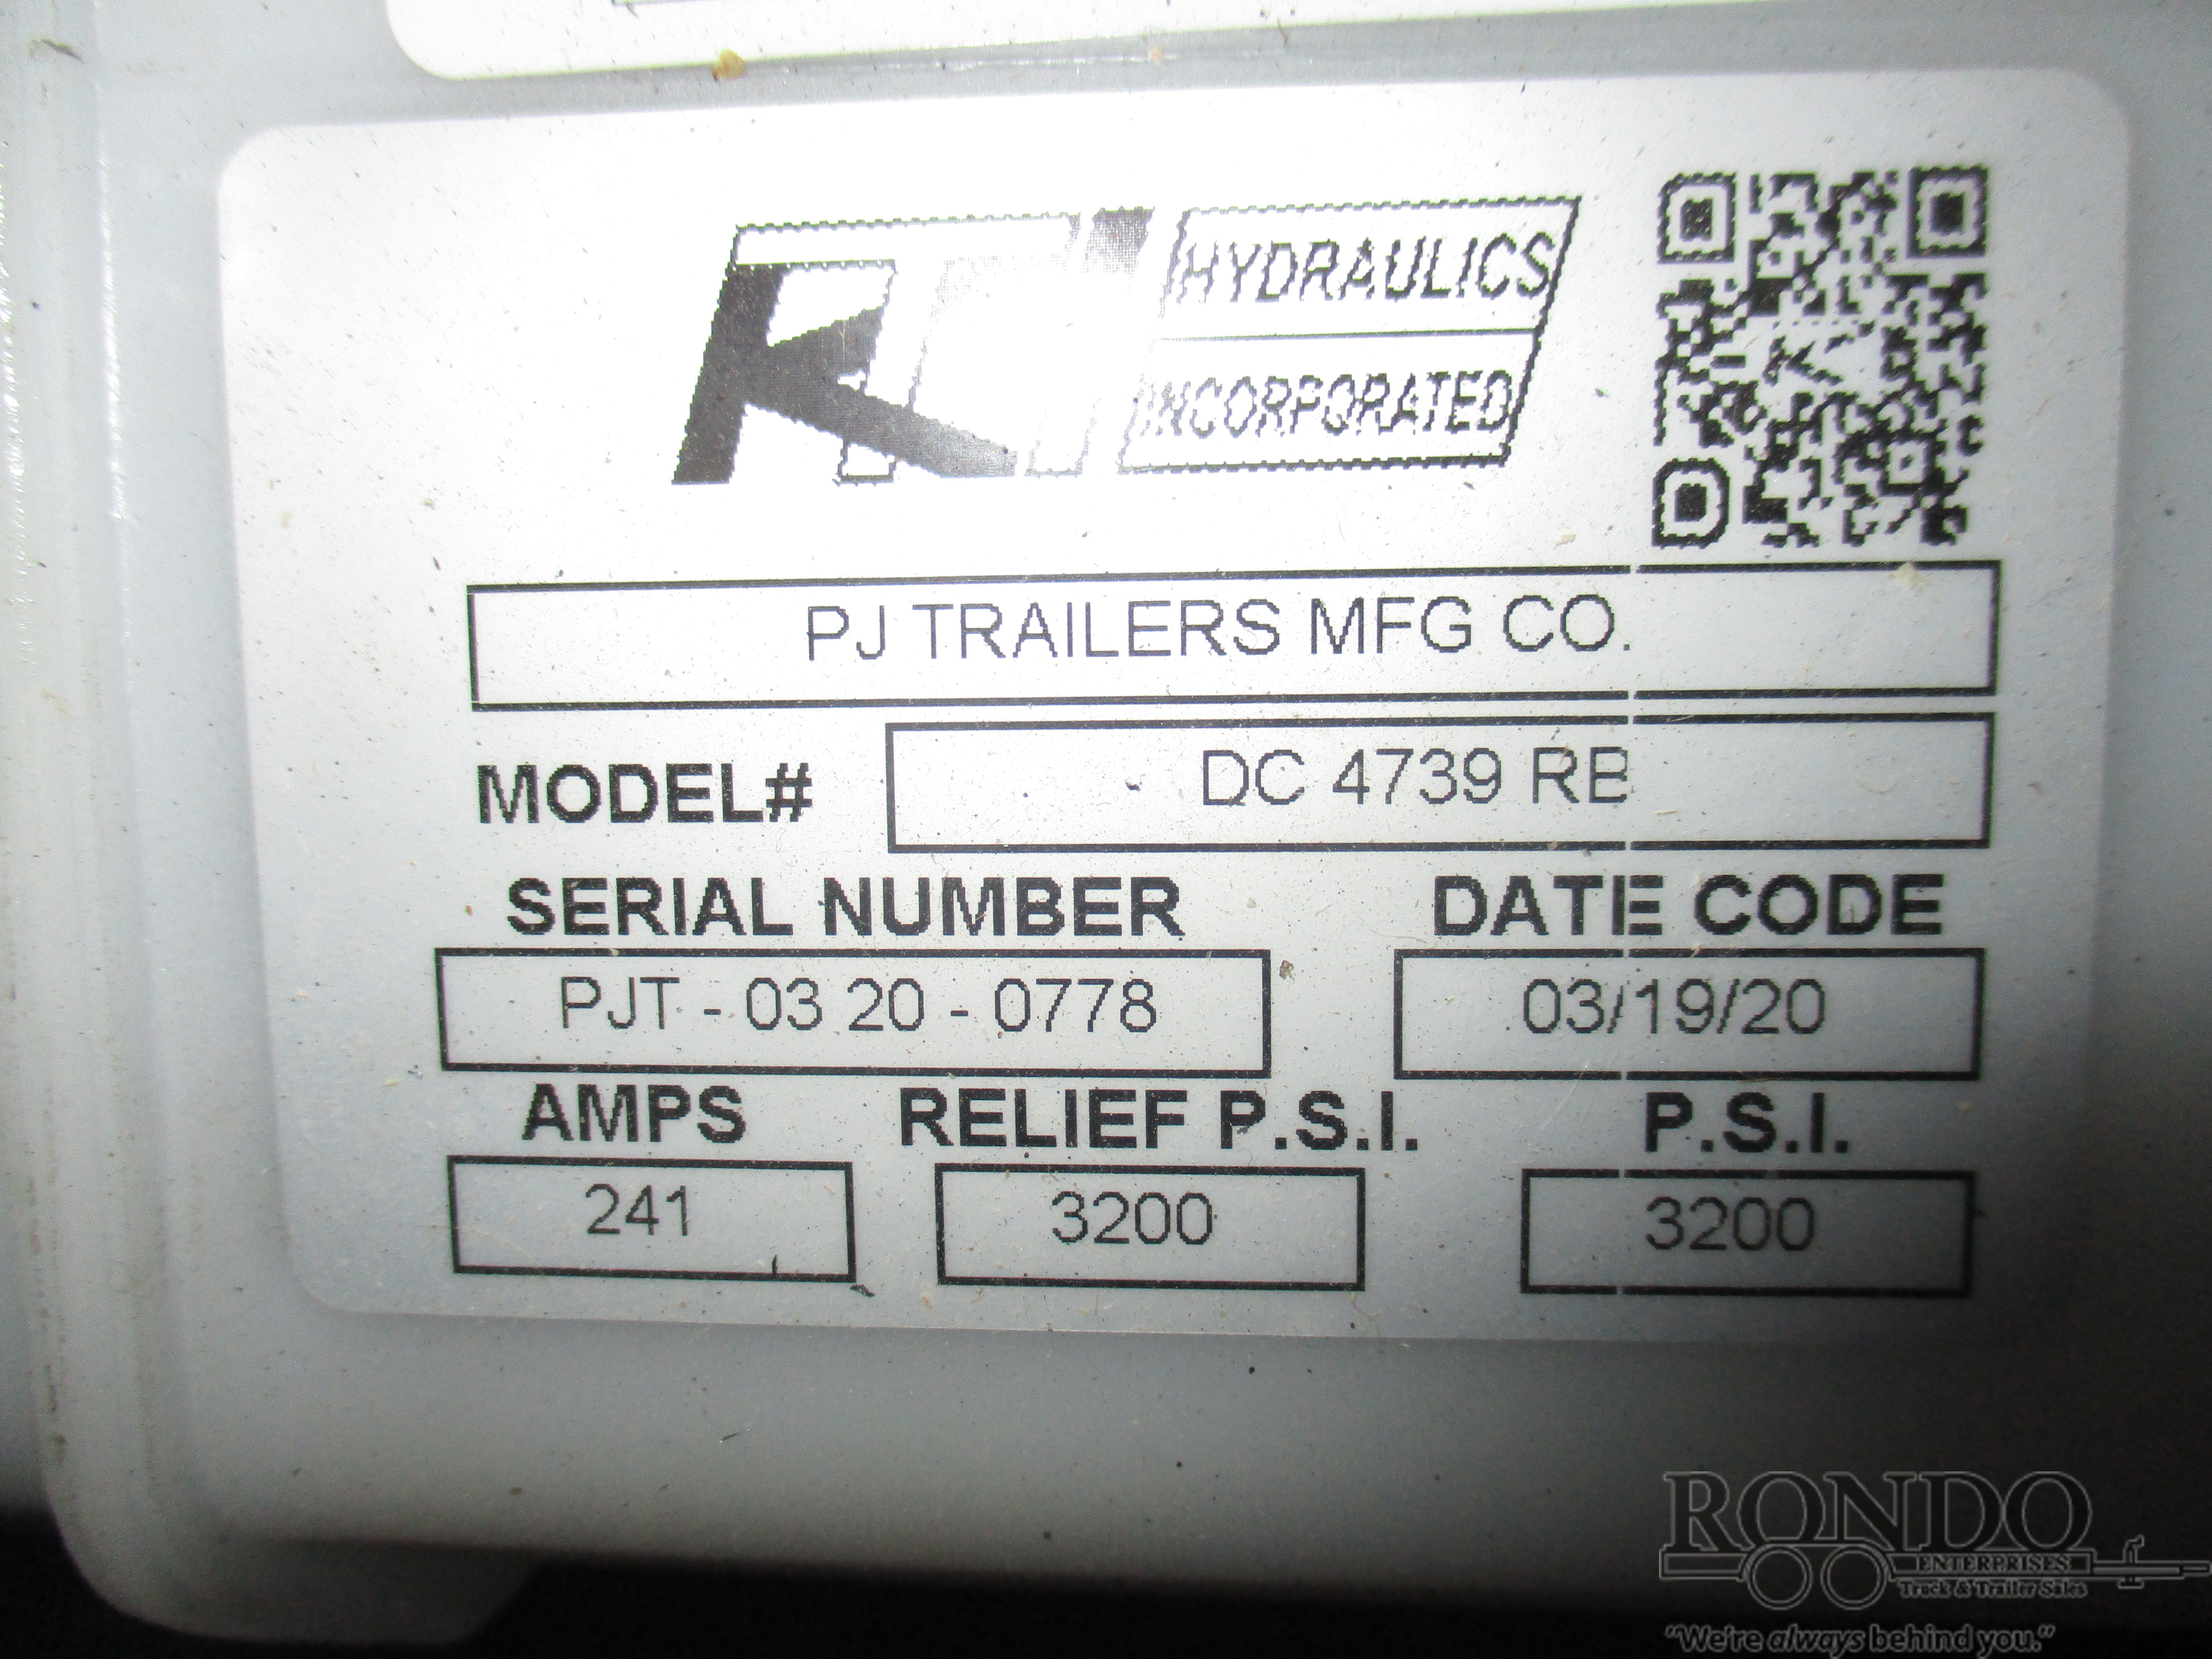 KTI HYDRAULICS
INCORPORATED
PJ TRAILERS MFG CO.
MODEL# DC 4739 RB
SERIAL NUMBER DATE CODE
PJT - 03 20 - 0778 03/19/20
AMPS RELIEF P.S.I. P.S.I.
241 3200 3200
RONDO
ENTERPRISES
Truck & Trailer Sales
"We're always behind you."